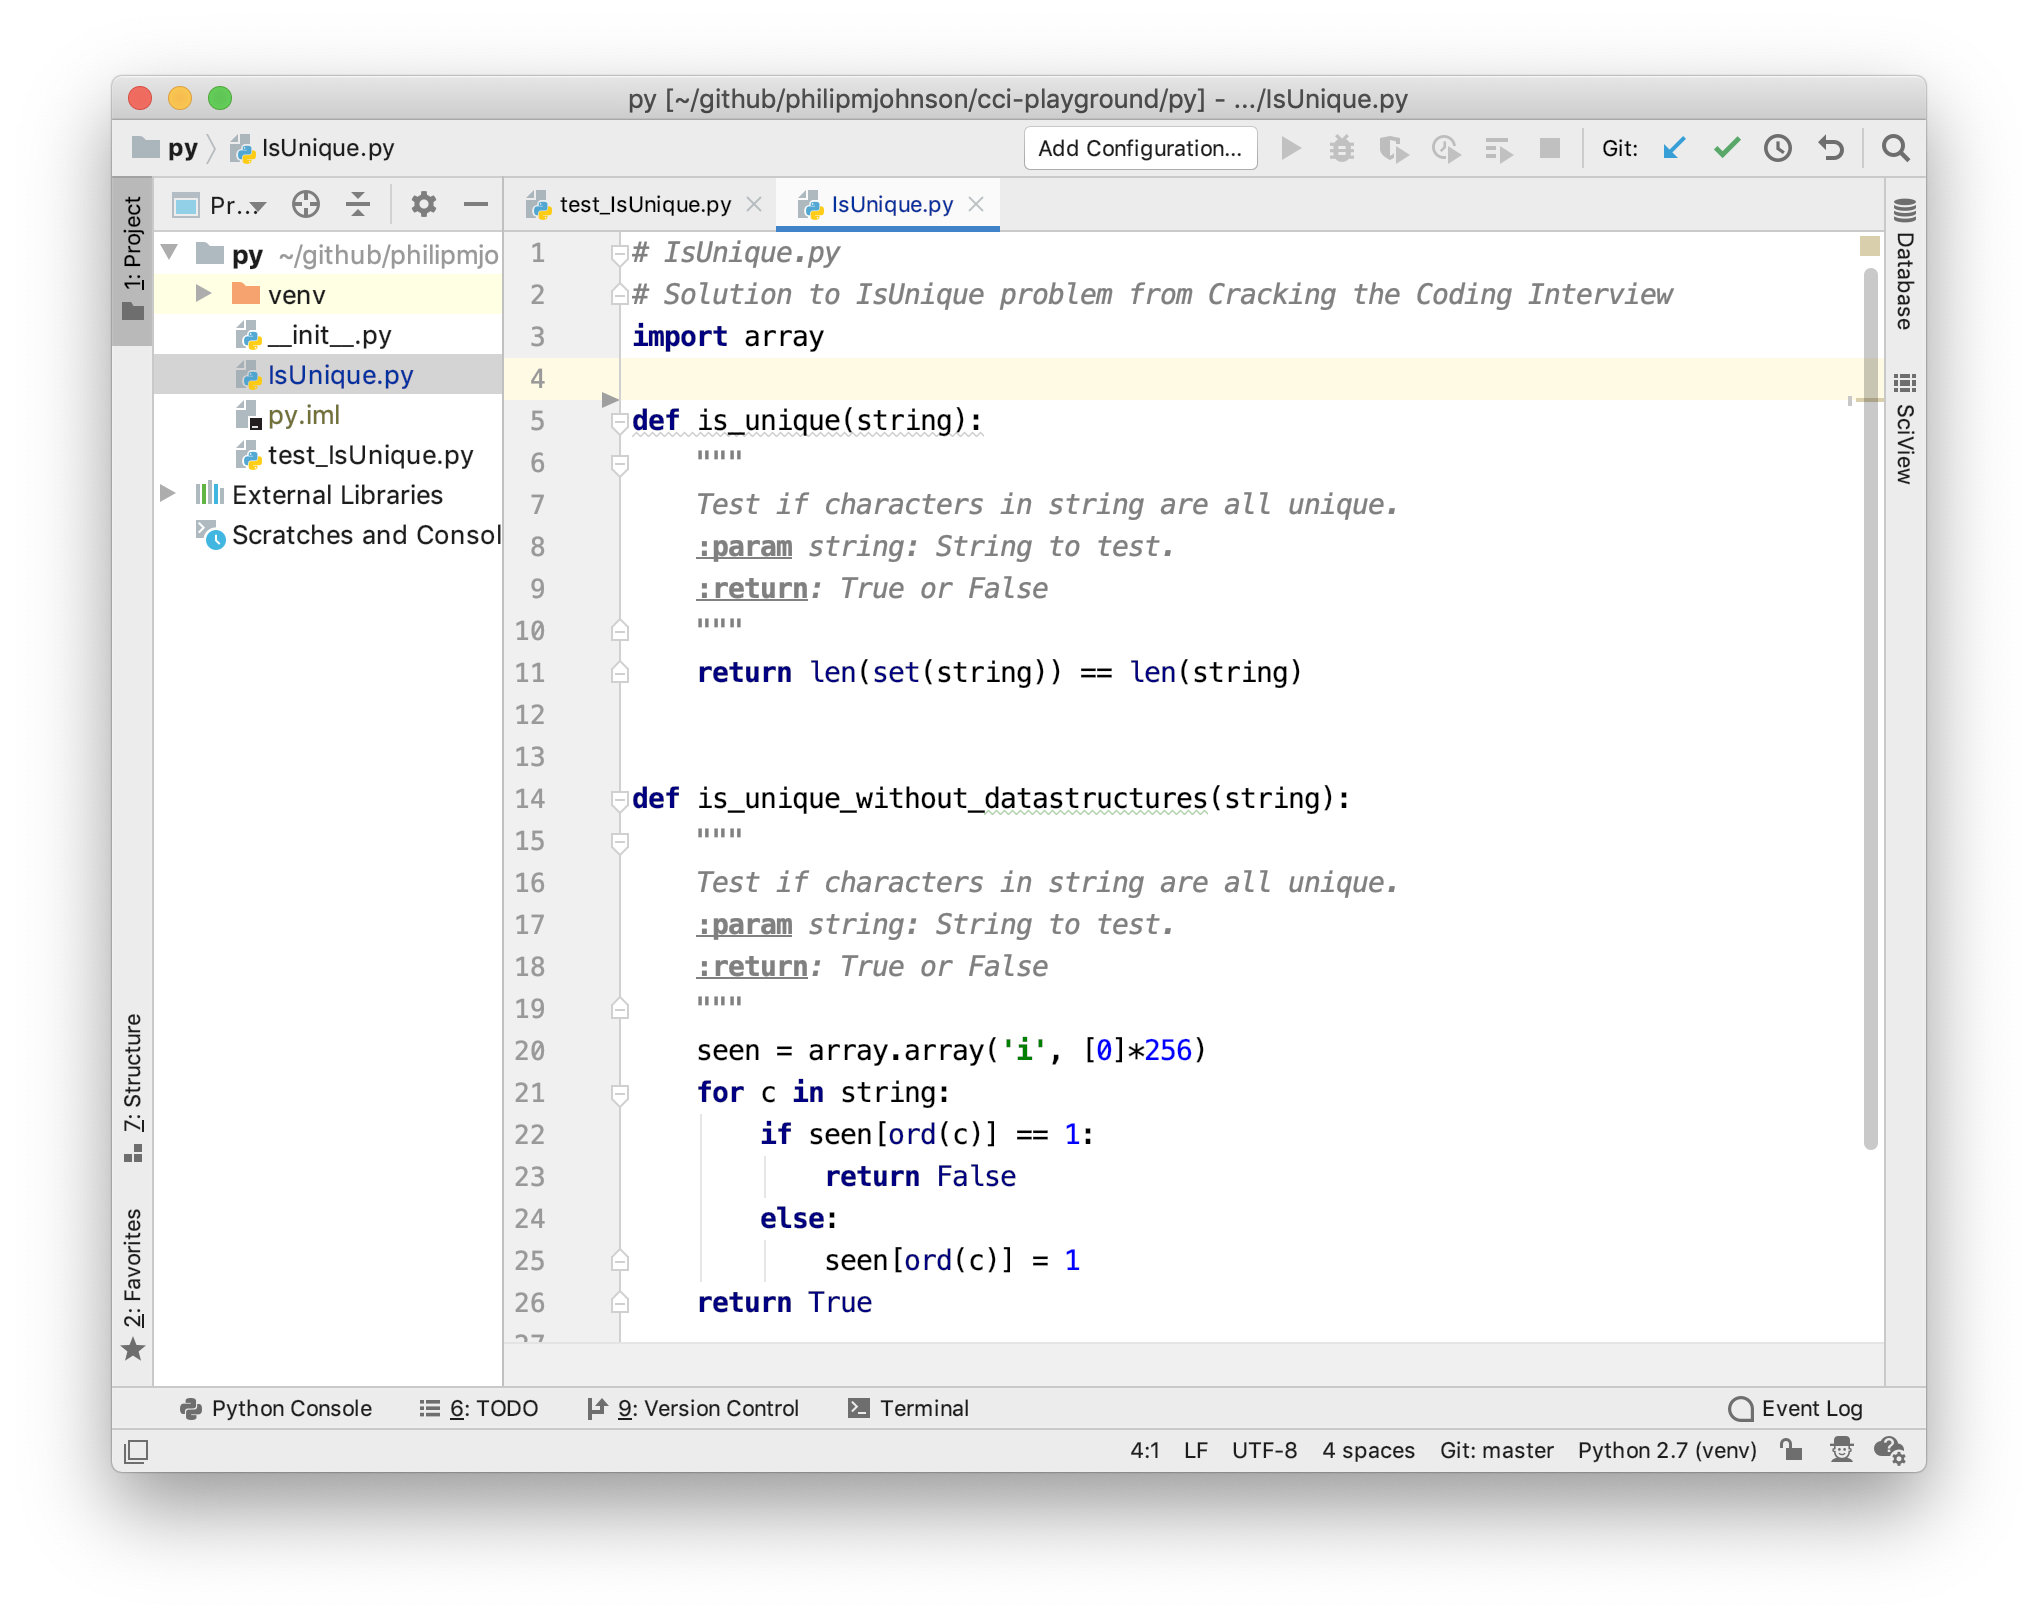 py [~/github/philipmjohnson/cci-playground/py] - .../IsUnique.py
py IsUnique.py Add Configuration... Git:
1: Project
Pr...
test_IsUnique.py IsUnique.py
py ~/github/philipmjo
venv
__init__.py
IsUnique.py
py.iml
test_IsUnique.py
External Libraries
Scratches and Consol
1 # IsUnique.py
2 # Solution to IsUnique problem from Cracking the Coding Interview
3 import array
4
5 def is_unique(string):
6     """
7     Test if characters in string are all unique.
8     :param string: String to test.
9     :return: True or False
10     """
11     return len(set(string)) == len(string)
12
13
14 def is_unique_without_datastructures(string):
15     """
16     Test if characters in string are all unique.
17     :param string: String to test.
18     :return: True or False
19     """
20     seen = array.array('i', [0]*256)
21     for c in string:
22         if seen[ord(c)] == 1:
23             return False
24         else:
25             seen[ord(c)] = 1
26     return True
27
Database
SciView
7: Structure
2: Favorites
Python Console 6: TODO 9: Version Control Terminal Event Log
4:1 LF UTF-8 4 spaces Git: master Python 2.7 (venv)